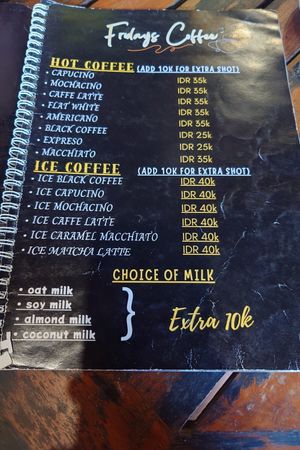 Frdays Coffee
HOT COFFEE (ADD 10K FOR EXTRA SHOT)
• CAPUCINO IDR 35k
• MOCHACINO IDR 35k
• CAFFE LATTE IDR 35k
• FLAT WHITE IDR 35k
• AMERICANO IDR 35k
• BLACK COFFEE IDR 25k
• EXPRESO IDR 25k
• MACCHIATO IDR 35k
ICE COFFEE (ADD 10K FOR EXTRA SHOT)
• ICE BLACK COFFEE IDR 40k
• ICE CAPUCINO IDR 40k
• ICE MOCHACINO IDR 40k
• ICE CAFFE LATTE IDR 40k
• ICE CARAMEL MACCHIATO IDR 40k
• ICE MATCHA LATTE IDR 40k
CHOICE OF MILK
• oat milk
• soy milk
• almond milk
• coconut milk
} Extra 10k